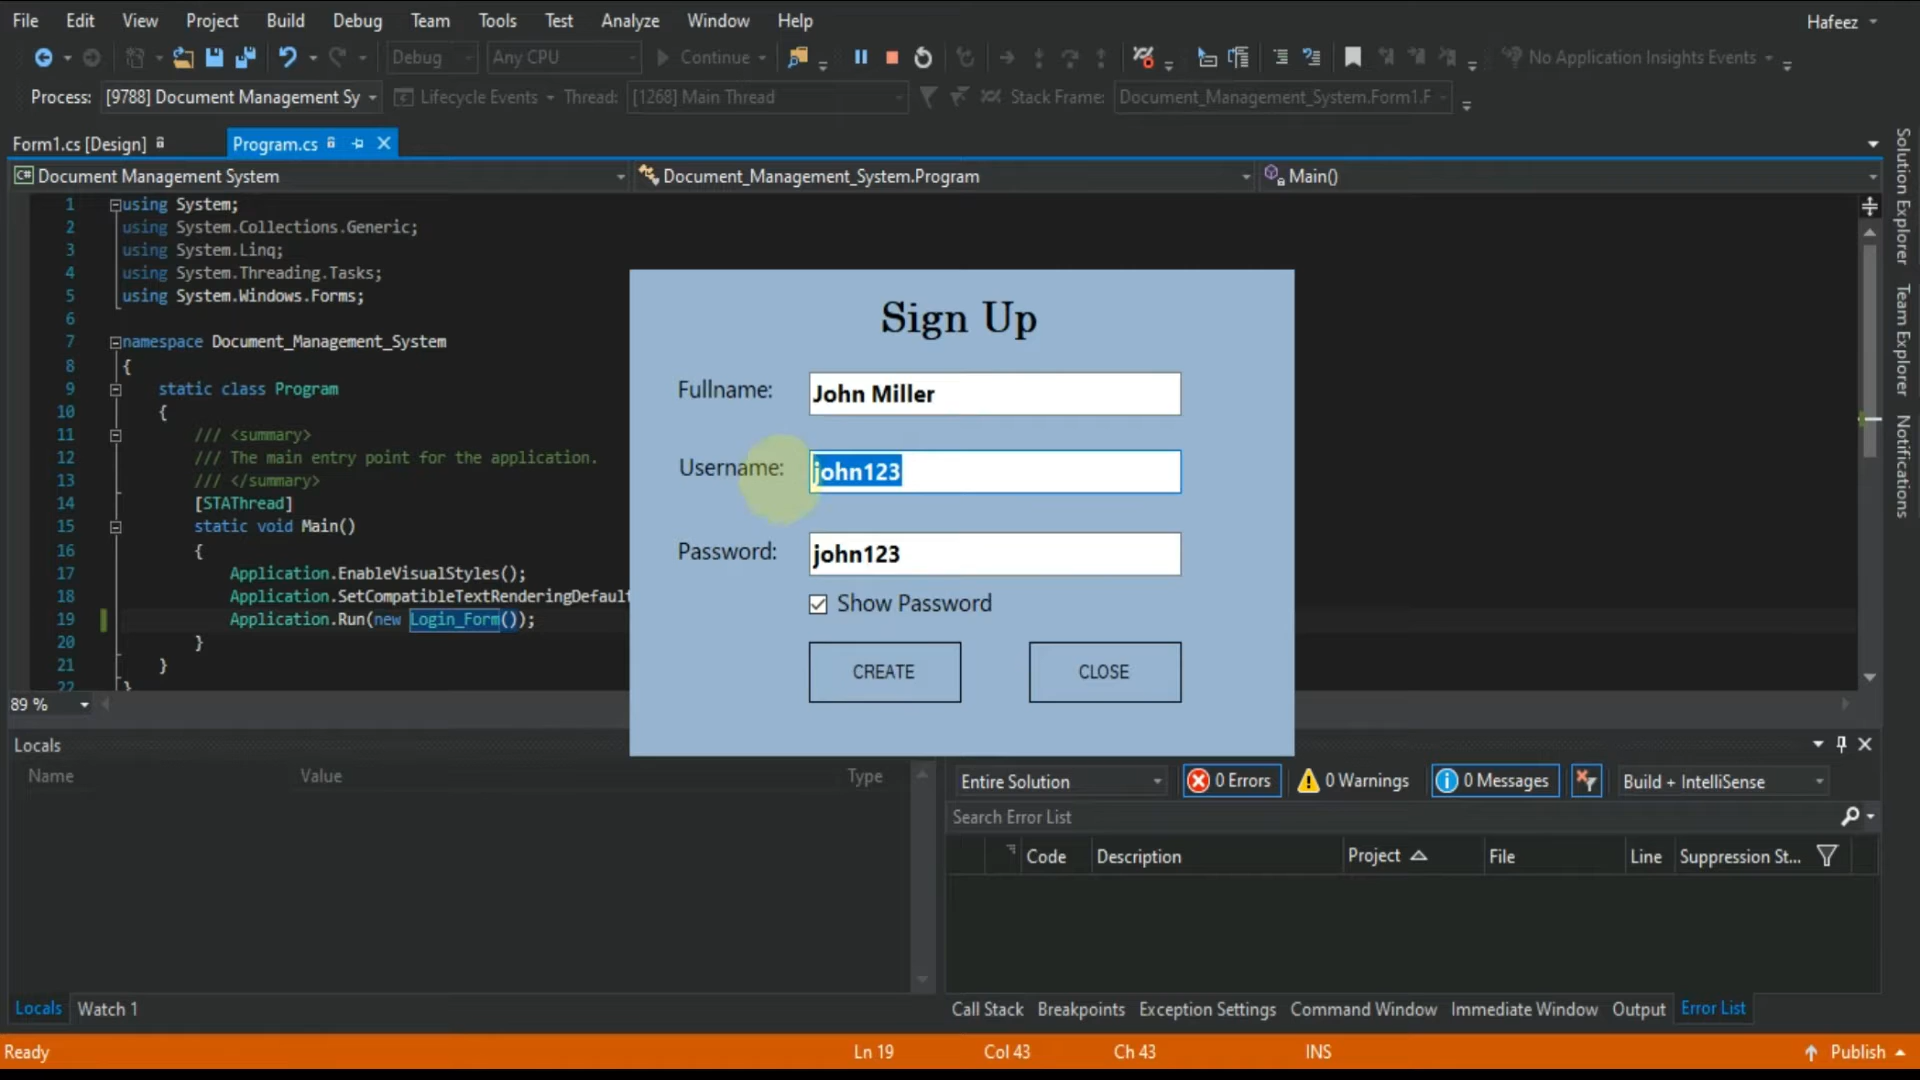 File Edit View Project Build Debug Team Tools Test Analyze Window Help Hafeez
Debug Any CPU Continue No Application Insights Events
Process: [9788] Document Management Sy Lifecycle Events Thread: [1268] Main Thread Stack Frame: Document_Management_System.Form1.F
Form1.cs [Design] Program.cs
C# Document Management System Document_Management_System.Program Main()
1 using System;
2 using System.Collections.Generic;
3 using System.Linq;
4 using System.Threading.Tasks;
5 using System.Windows.Forms;
6
7 namespace Document_Management_System
8 {
9 static class Program
10 {
11 /// <summary>
12 /// The main entry point for the application.
13 /// </summary>
14 [STAThread]
15 static void Main()
16 {
17 Application.EnableVisualStyles();
18 Application.SetCompatibleTextRenderingDefault
19 Application.Run(new Login_Form());
20 }
21 }
22 }
89 %
Sign Up
Fullname: John Miller
Username: john123
Password: john123
Show Password
CREATE CLOSE
Solution Explorer
Team Explorer
Notifications
Locals
Name Value Type
Entire Solution 0 Errors 0 Warnings 0 Messages Build + IntelliSense
Search Error List
Code Description Project File Line Suppression St...
Locals Watch 1
Call Stack Breakpoints Exception Settings Command Window Immediate Window Output Error List
Ready Ln 19 Col 43 Ch 43 INS Publish